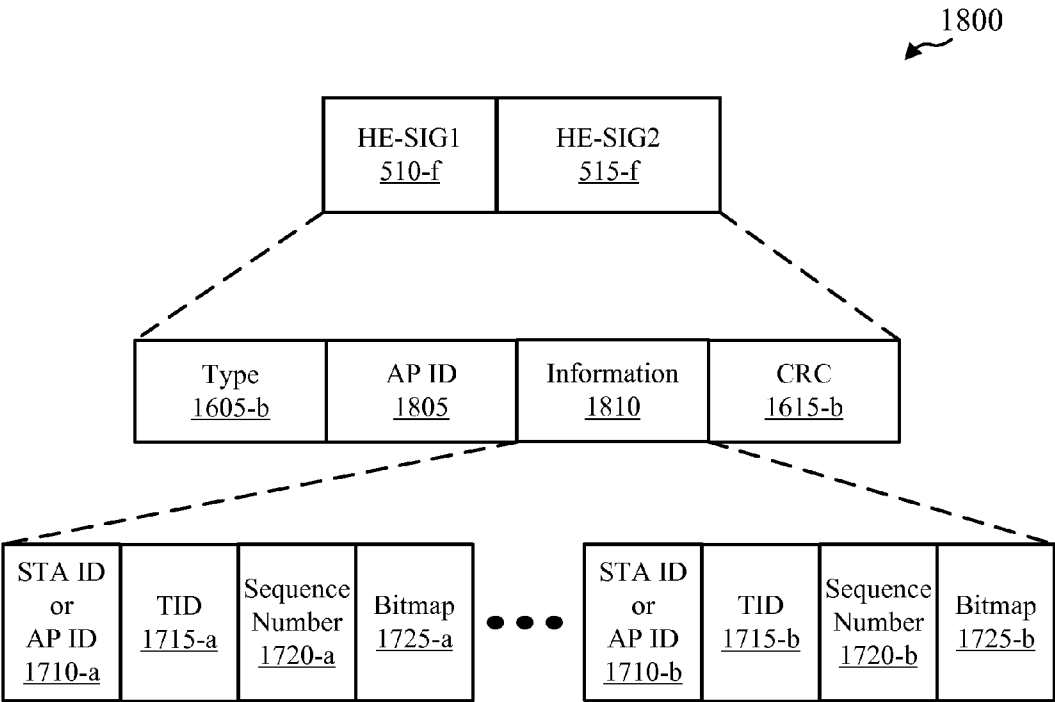 1800
HE-SIG1
510-f
HE-SIG2
515-f
Type
1605-b
AP ID
1805
Information
1810
CRC
1615-b
STA ID
or
AP ID
1710-a
TID
1715-a
Sequence
Number
1720-a
Bitmap
1725-a
STA ID
or
AP ID
1710-b
TID
1715-b
Sequence
Number
1720-b
Bitmap
1725-b